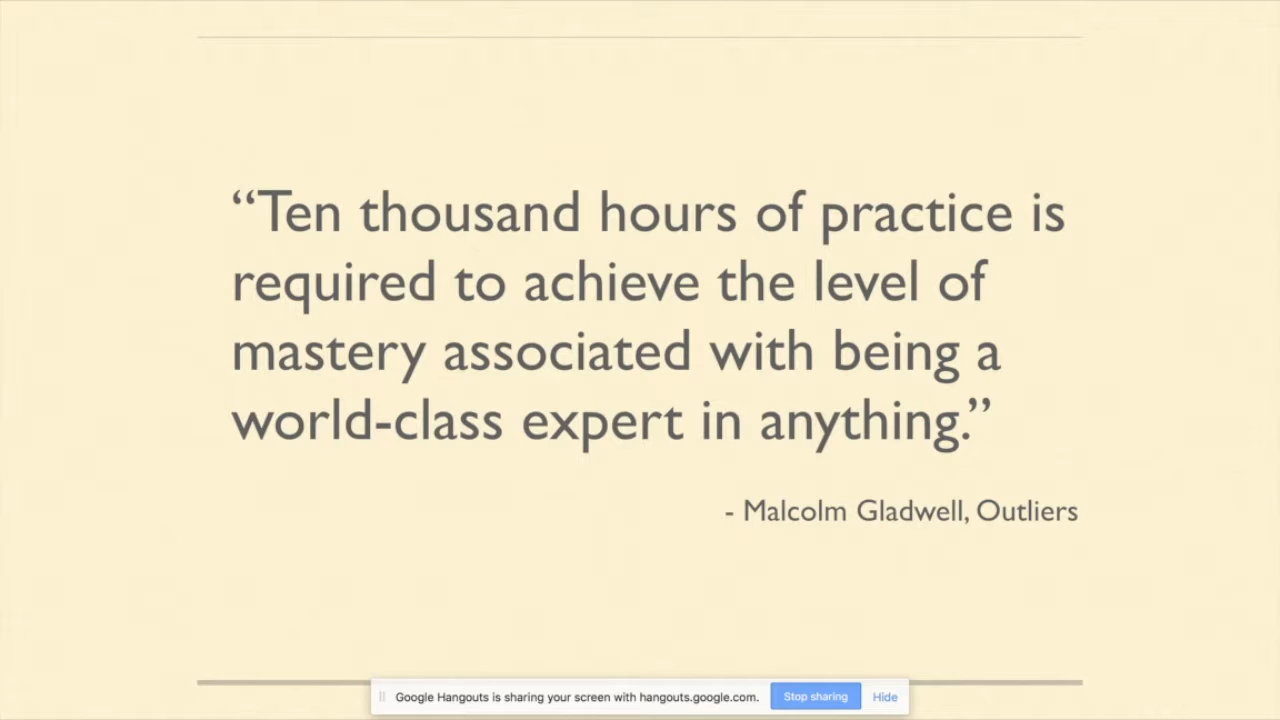 “Ten thousand hours of practice is
required to achieve the level of
mastery associated with being a
world-class expert in anything.”
- Malcolm Gladwell, Outliers
Google Hangouts is sharing your screen with hangouts.google.com. Stop sharing Hide